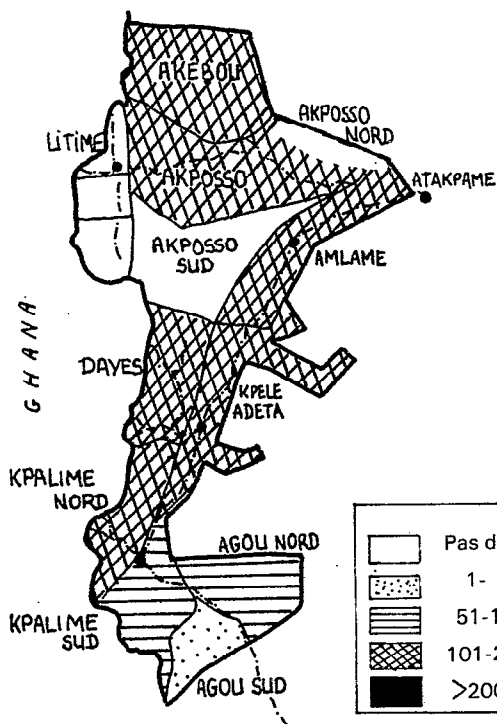 AKEBOU
AKPOSSO
NORD
LITIME
AKPOSSO
ATAKPAME
AKPOSSO
SUD
AMLAME
GHANA
DAYES
KPELE
ADETA
KPALIME
NORD
AGOU NORD
KPALIME
SUD
AGOU SUD
Pas d
1-
51-1
101-2
>200